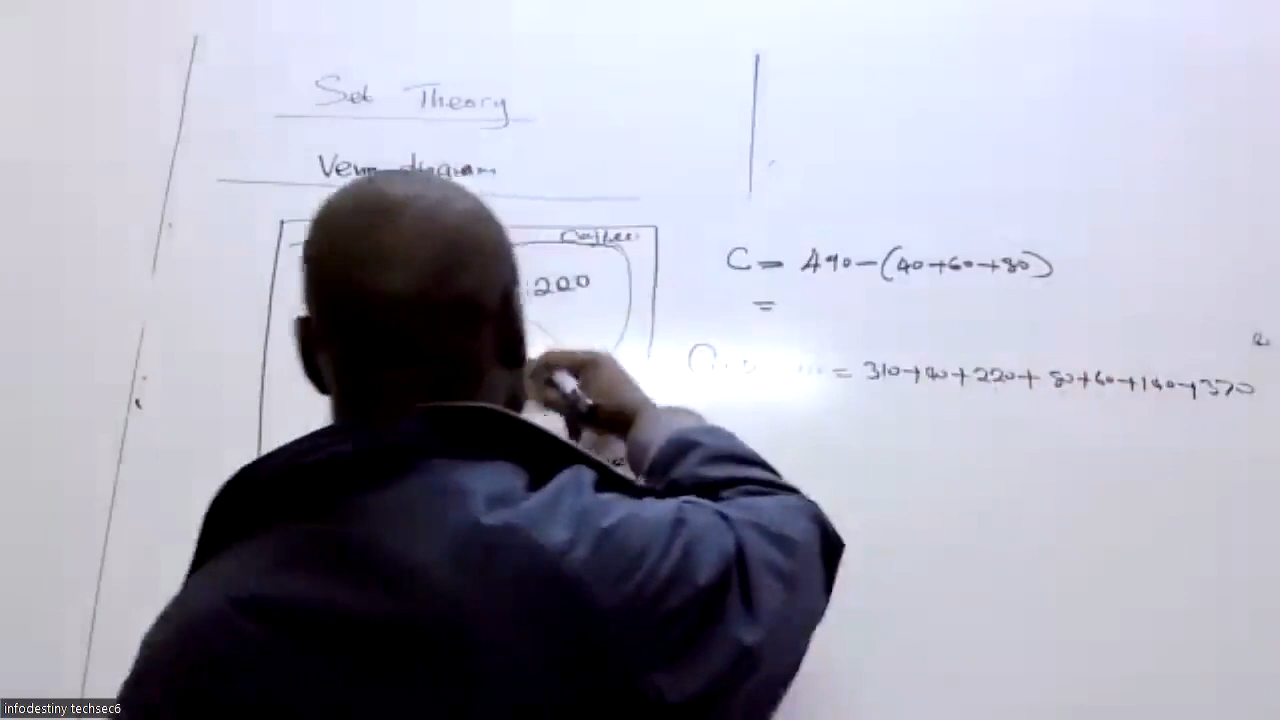 Set Theory
Venn diagram
Coffee
220
C = 490-(40+60+80)
=
= 310+40+220+80+60+140+370
infodestiny techsec6